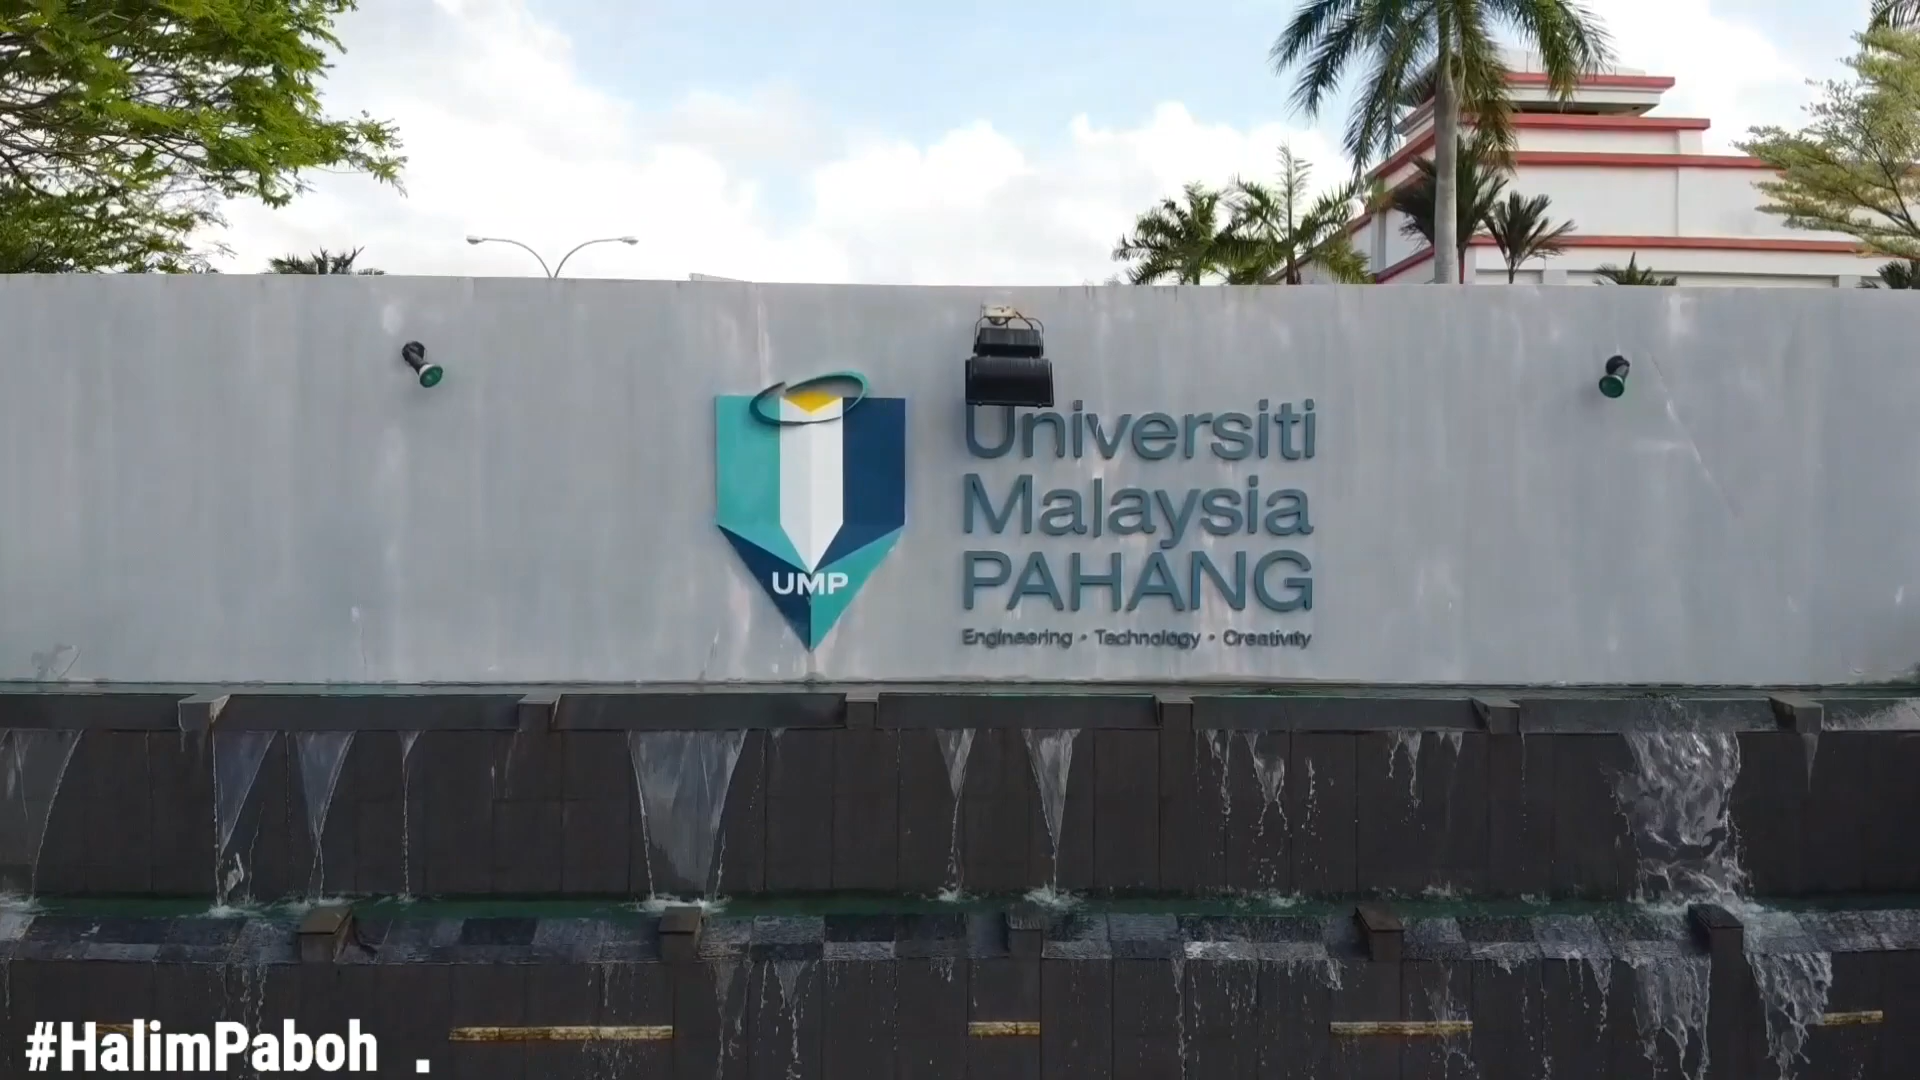 UMP
Universiti
Malaysia
PAHANG
Engineering • Technology • Creativity
#HalimPaboh .